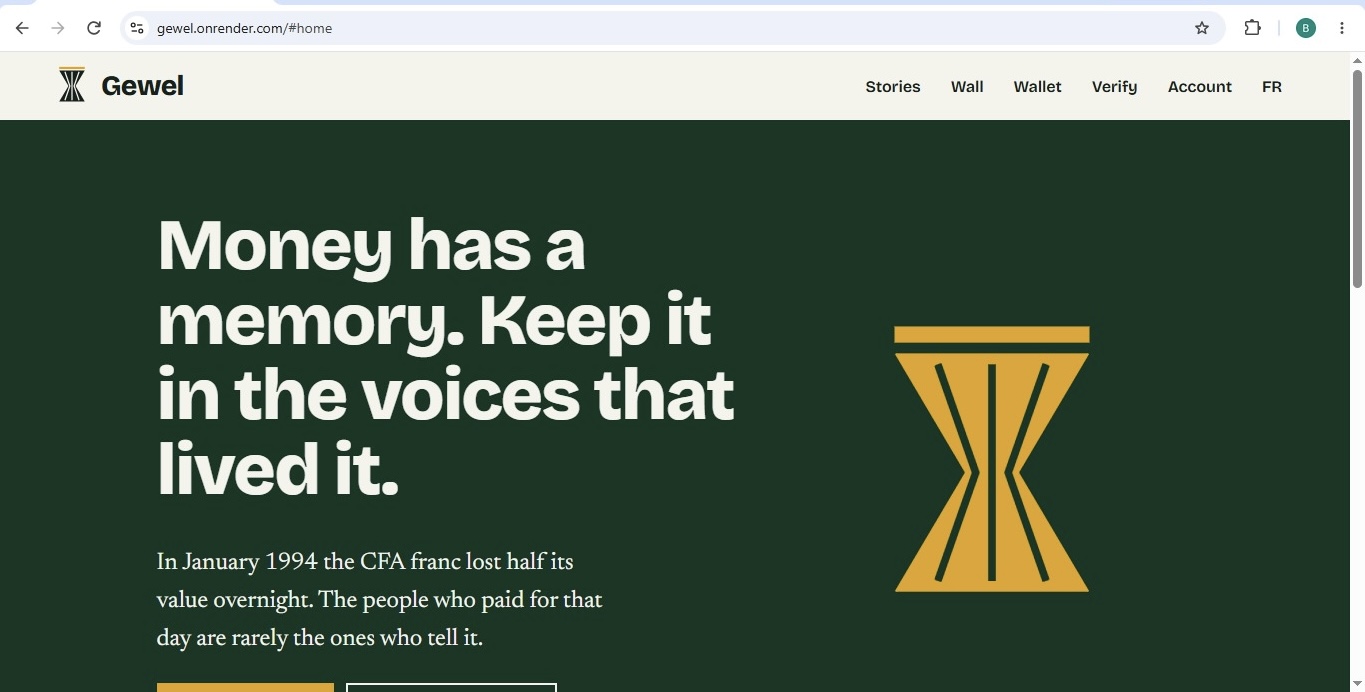 gewel.onrender.com/#home
B
Gewel
Stories
Wall
Wallet
Verify
Account
FR
Money has a
memory. Keep it
in the voices that
lived it.
In January 1994 the CFA franc lost half its
value overnight. The people who paid for that
day are rarely the ones who tell it.